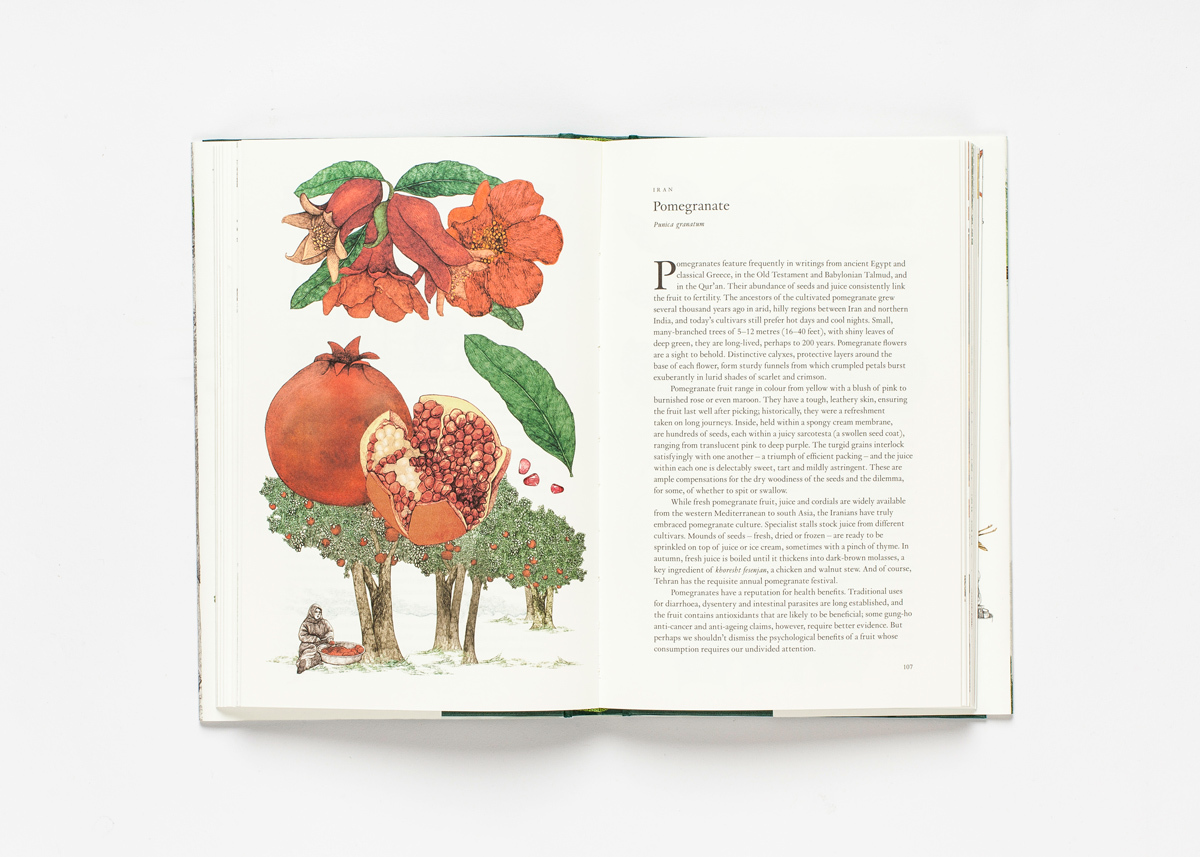 IRAN
Pomegranate
Punica granatum
Pomegranates feature frequently in writings from ancient Egypt and
classical Greece, in the Old Testament and Babylonian Talmud, and
in the Qur’an. Their abundance of seeds and juice consistently link
the fruit to fertility. The ancestors of the cultivated pomegranate grew
several thousand years ago in arid, hilly regions between Iran and northern
India, and today’s cultivars still prefer hot days and cool nights. Small,
many-branched trees of 5–12 metres (16–40 feet), with shiny leaves of
deep green, they are long-lived, perhaps to 200 years. Pomegranate flowers
are a sight to behold. Distinctive calyxes, protective layers around the
base of each flower, form sturdy funnels from which crumpled petals burst
exuberantly in lurid shades of scarlet and crimson.
Pomegranate fruit range in colour from yellow with a blush of pink to
burnished rose or even maroon. They have a tough, leathery skin, ensuring
the fruit last well after picking; historically, they were a refreshment
taken on long journeys. Inside, held within a spongy cream membrane,
are hundreds of seeds, each within a juicy sarcotesta (a swollen seed coat),
ranging from translucent pink to deep purple. The turgid grains interlock
satisfyingly with one another – a triumph of efficient packing – and the juice
within each one is delectably sweet, tart and mildly astringent. These are
ample compensations for the dry woodiness of the seeds and the dilemma,
for some, of whether to spit or swallow.
While fresh pomegranate fruit, juice and cordials are widely available
from the western Mediterranean to south Asia, the Iranians have truly
embraced pomegranate culture. Specialist stalls stock juice from different
cultivars. Mounds of seeds – fresh, dried or frozen – are ready to be
sprinkled on top of juice or ice cream, sometimes with a pinch of thyme. In
autumn, fresh juice is boiled until it thickens into dark-brown molasses, a
key ingredient of khoresht fesenjan, a chicken and walnut stew. And of course,
Tehran has the requisite annual pomegranate festival.
Pomegranates have a reputation for health benefits. Traditional uses
for diarrhoea, dysentery and intestinal parasites are long established, and
the fruit contains antioxidants that are likely to be beneficial; some gung-ho
anti-cancer and anti-ageing claims, however, require better evidence. But
perhaps we shouldn’t dismiss the psychological benefits of a fruit whose
consumption requires our undivided attention.
107